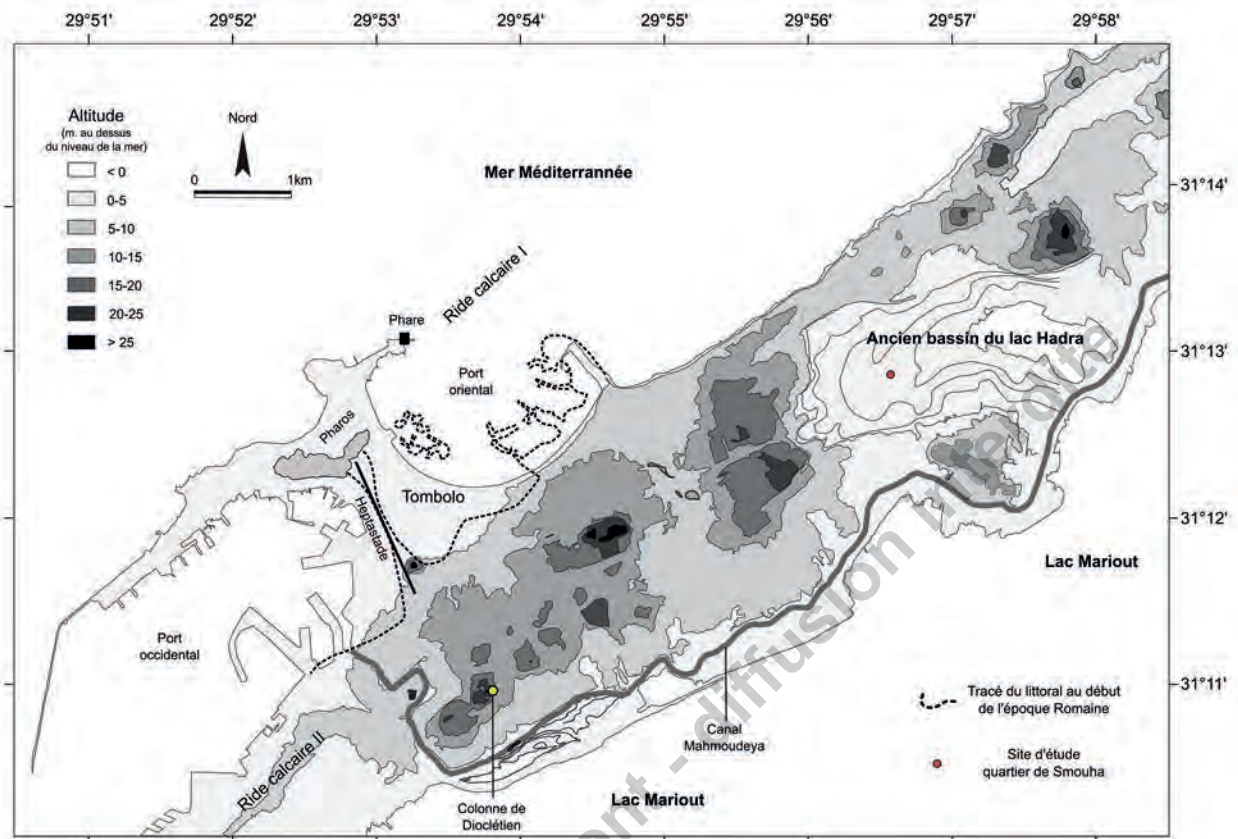 29°51'
29°52'
29°53'
29°54'
29°55'
29°56'
29°57'
29°58'
Altitude
(m. au dessus
du niveau de la mer)
< 0
0-5
5-10
10-15
15-20
20-25
> 25
Nord
0 1km
Mer Méditerrannée
31°14'
31°13'
31°12'
31°11'
Ride calcaire I
Phare
Port
oriental
Ancien bassin du lac Hadra
Pharos
Tombolo
Heptastade
Lac Mariout
Port
occidental
Tracé du littoral au début
de l'époque Romaine
Canal
Mahmoudeya
Site d'étude
quartier de Smouha
Ride calcaire II
Colonne de
Dioclétien
Lac Mariout
- diffusion interdite